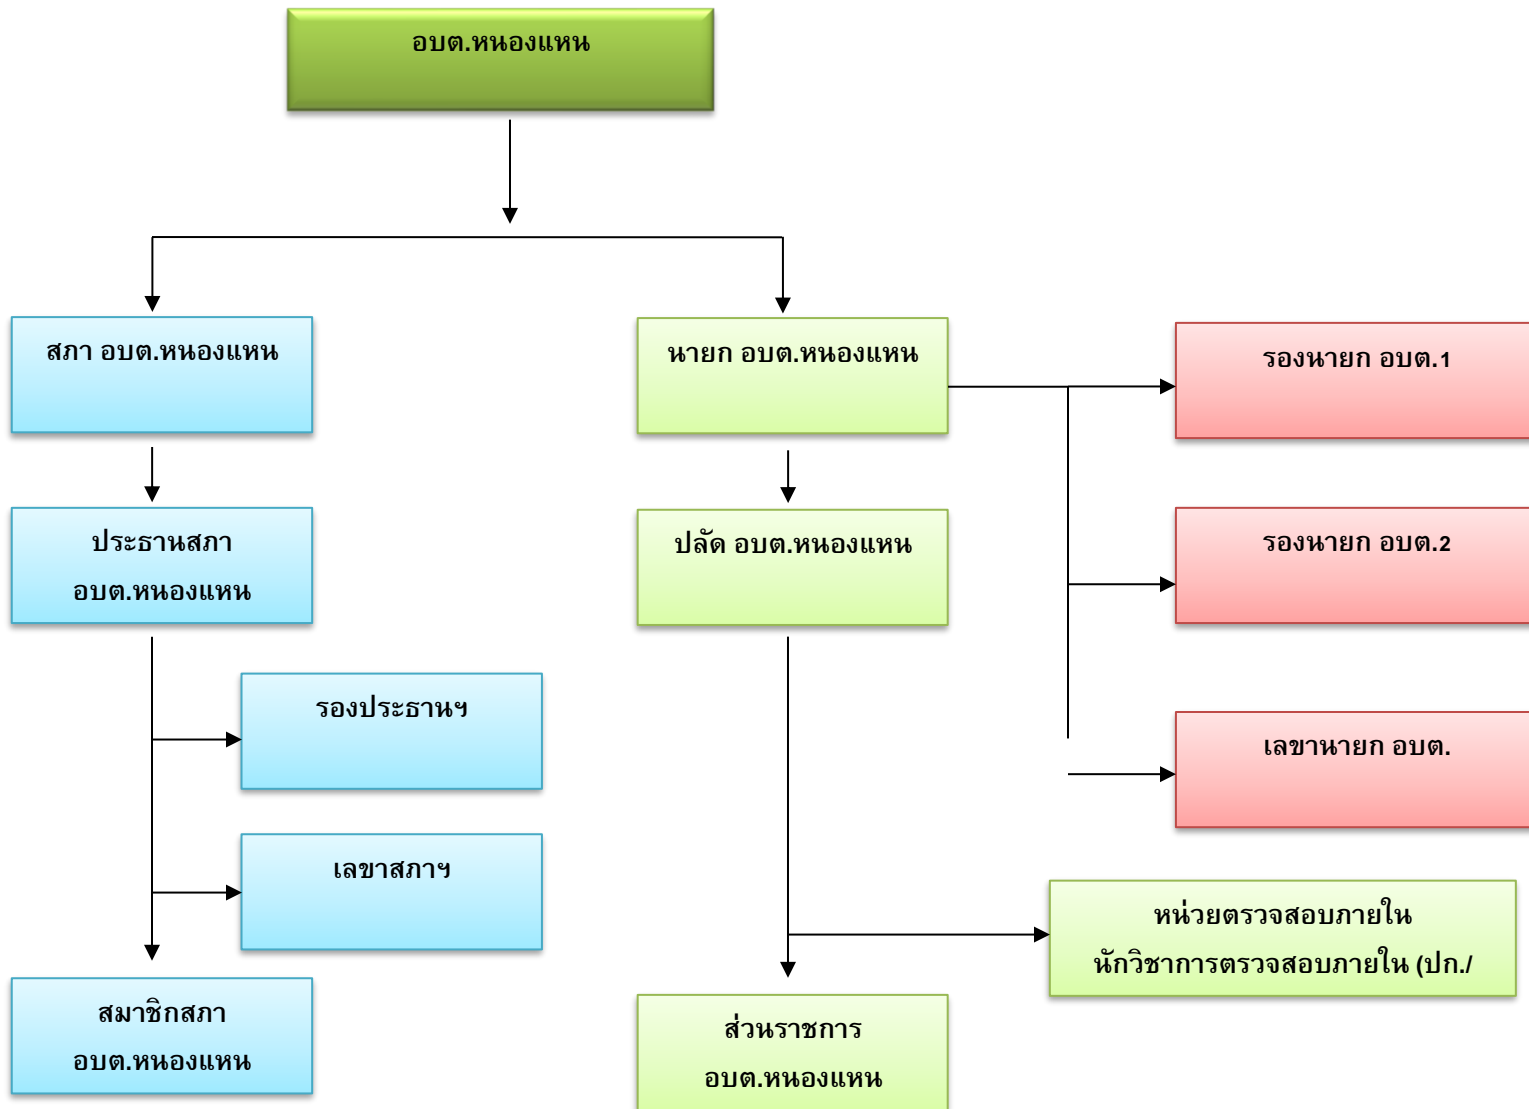 อบต.หนองแหน
สภา อบต.หนองแหน
นายก อบต.หนองแหน
รองนายก อบต.1
ประธานสภา
อบต.หนองแหน
ปลัด อบต.หนองแหน
รองนายก อบต.2
รองประธานฯ
เลขานายก อบต.
เลขาสภาฯ
หน่วยตรวจสอบภายใน
นักวิชาการตรวจสอบภายใน (ปก./
สมาชิกสภา
อบต.หนองแหน
ส่วนราชการ
อบต.หนองแหน